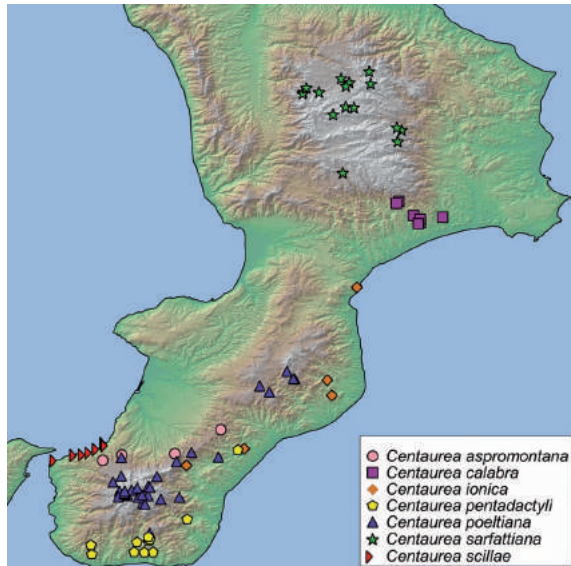 Centaurea aspromontana
Centaurea calabra
Centaurea ionica
Centaurea pentadactyli
Centaurea poeltiana
Centaurea sarfattiana
Centaurea scillae